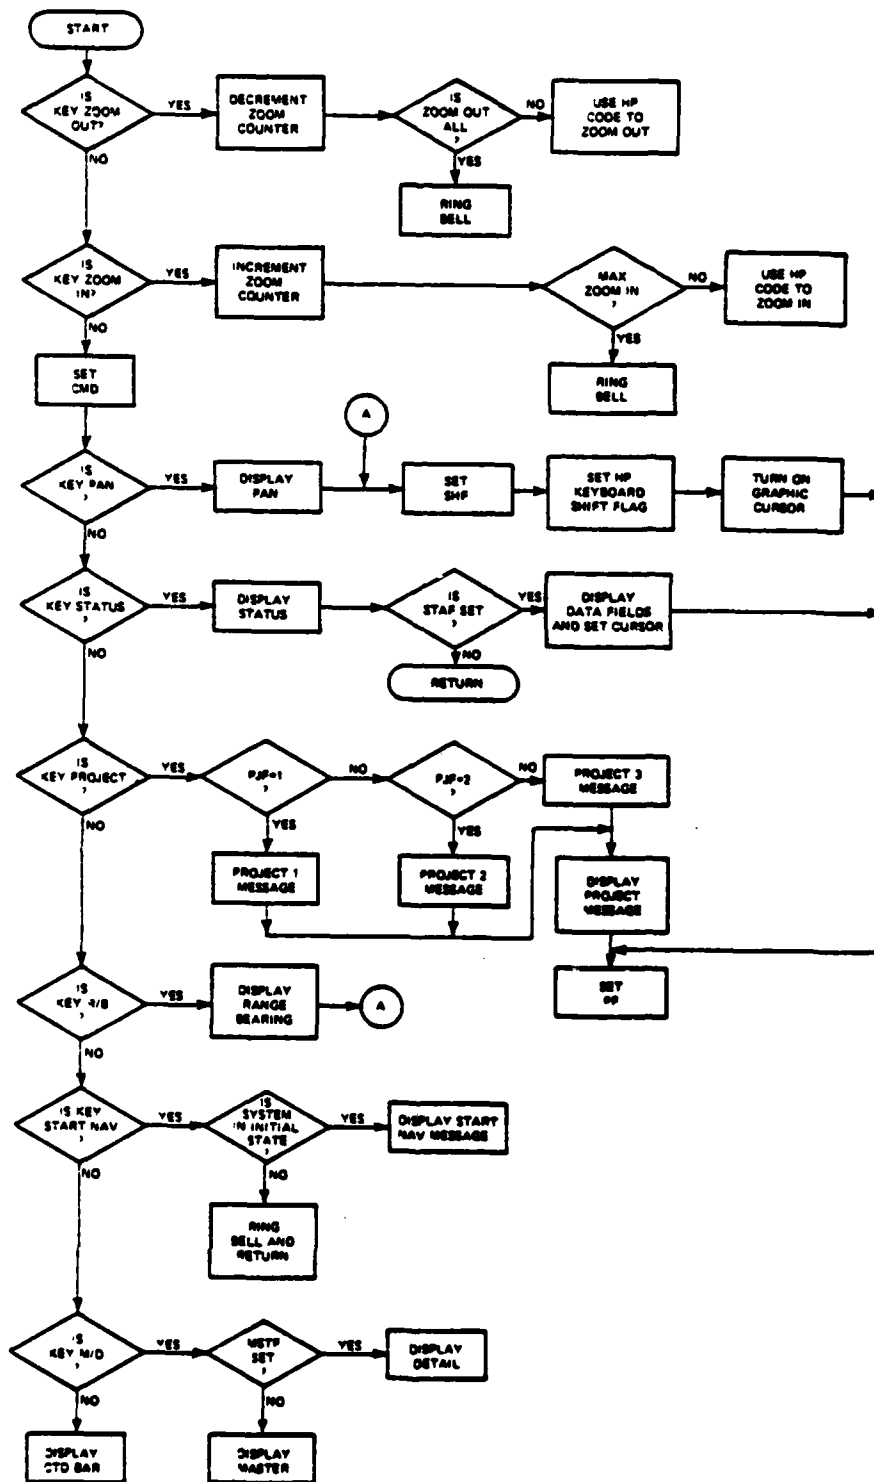 START
IS
KEY ZOOM
OUT?
YES
DECREMENT
ZOOM
COUNTER
IS
ZOOM OUT
ALL
?
NO
USE HP
CODE TO
ZOOM OUT
YES
RING
BELL
NO
IS
KEY ZOOM
IN?
YES
INCREMENT
ZOOM
COUNTER
MAX
ZOOM IN
?
NO
USE HP
CODE TO
ZOOM IN
YES
RING
BELL
NO
SET
CMD
A
IS
KEY PAN
?
YES
DISPLAY
PAN
SET
SHF
SET HP
KEYBOARD
SHIFT FLAG
TURN ON
GRAPHIC
CURSOR
NO
IS
KEY STATUS
?
YES
DISPLAY
STATUS
IS
STAF SET
?
YES
DISPLAY
DATA FIELDS
AND SET CURSOR
NO
RETURN
NO
IS
KEY PROJECT
?
YES
PJF=1
?
NO
PJF=2
?
NO
PROJECT 3
MESSAGE
YES
PROJECT 1
MESSAGE
YES
PROJECT 2
MESSAGE
DISPLAY
PROJECT
MESSAGE
SET
PF
NO
IS
KEY R/B
?
YES
DISPLAY
RANGE
BEARING
A
NO
IS KEY
START NAV
?
YES
IS
SYSTEM
IN INITIAL
STATE
?
YES
DISPLAY START
NAV MESSAGE
NO
RING
BELL AND
RETURN
NO
IS
KEY M/D
?
YES
MSTF
SET
?
YES
DISPLAY
DETAIL
NO
DISPLAY
MASTER
NO
DISPLAY
CTD BAR